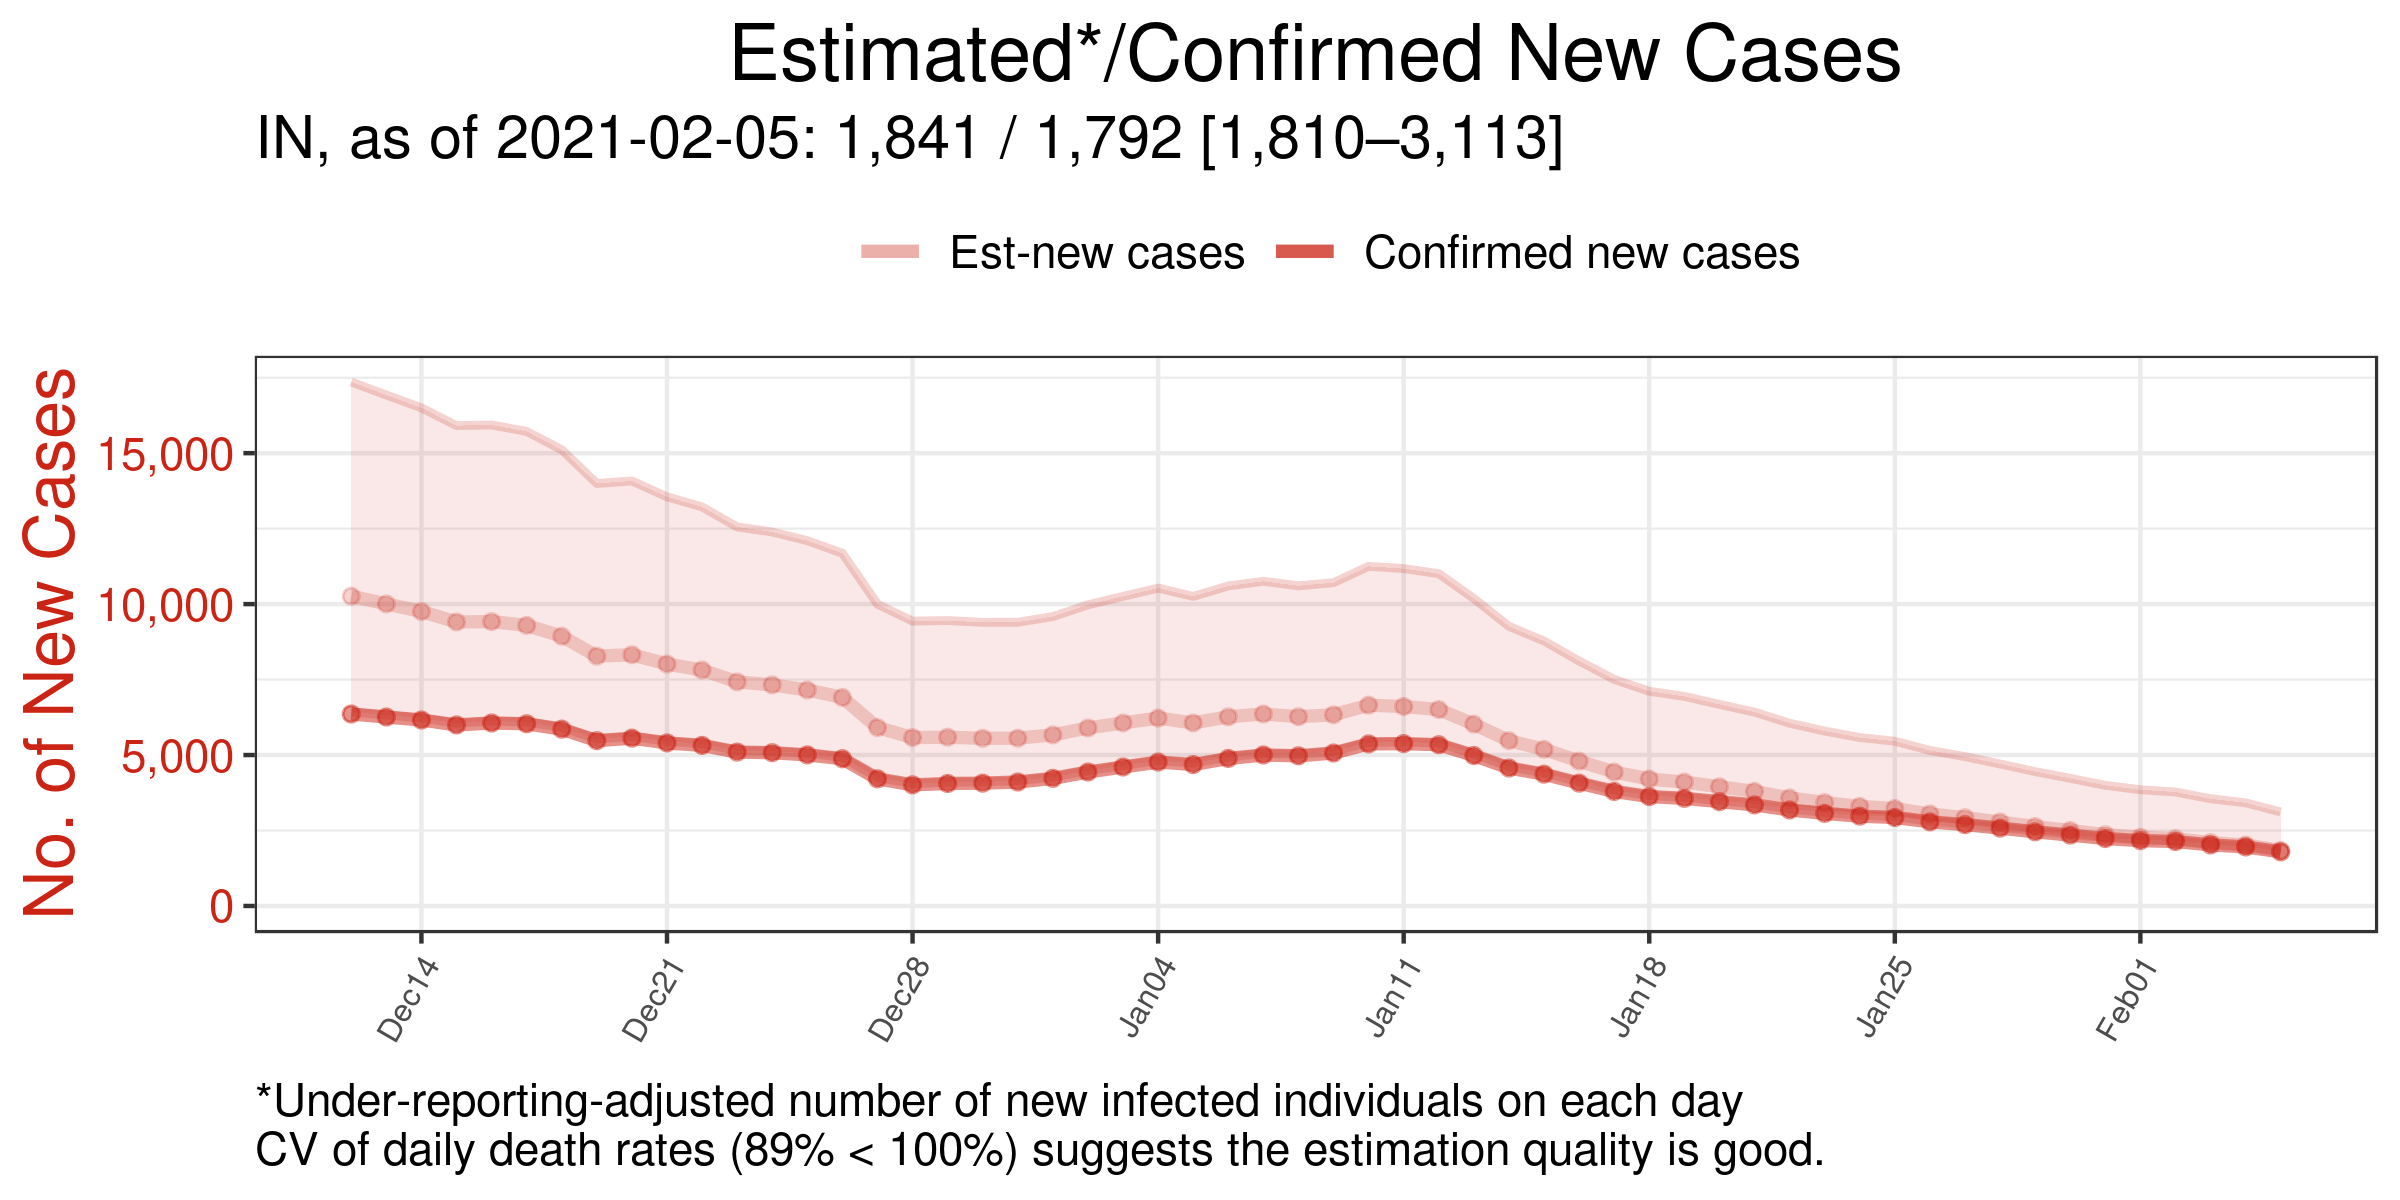 Estimated*/Confirmed New Cases
IN, as of 2021-02-05: 1,841 / 1,792 [1,810–3,113]
Est-new cases
Confirmed new cases
No. of New Cases
15,000
10,000
5,000
0
Dec14
Dec21
Dec28
Jan04
Jan11
Jan18
Jan25
Feb01
*Under-reporting-adjusted number of new infected individuals on each day
CV of daily death rates (89% < 100%) suggests the estimation quality is good.